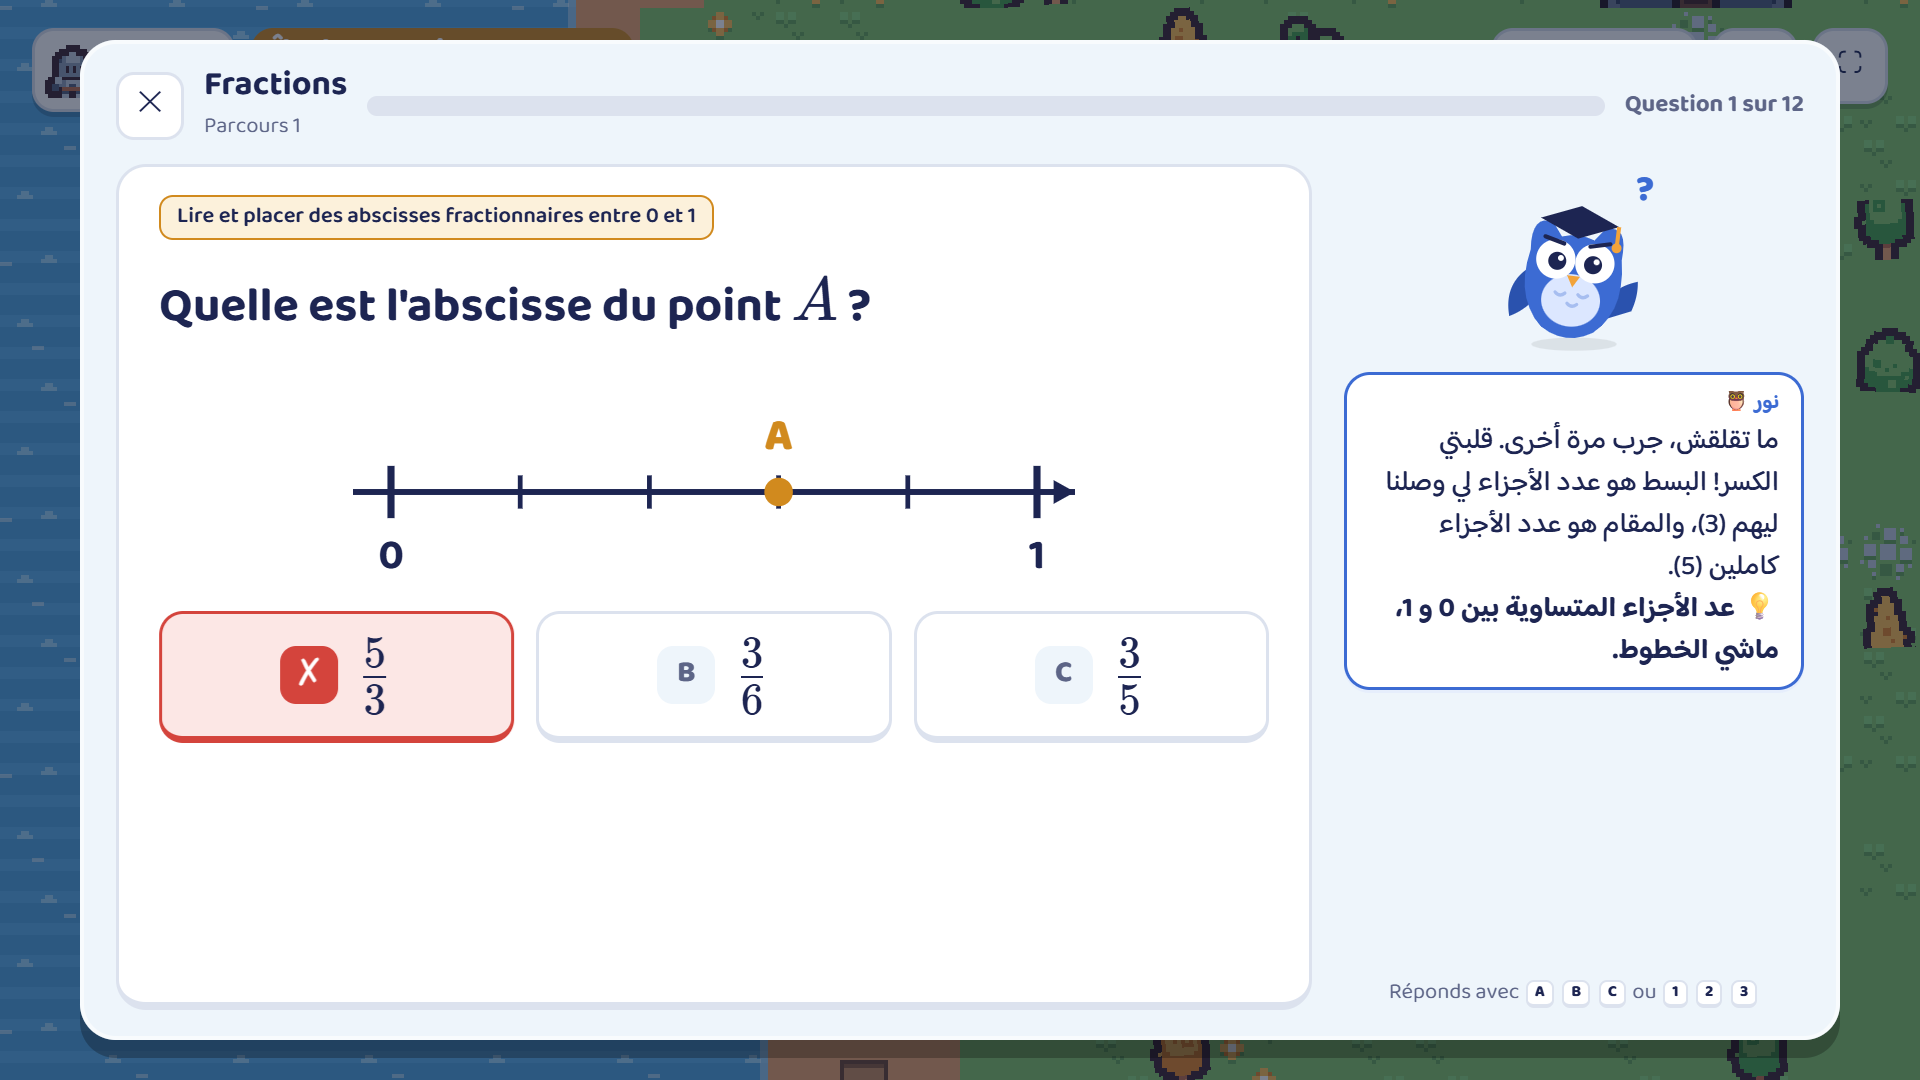 Fractions
Parcours 1
Question 1 sur 12
Lire et placer des abscisses fractionnaires entre 0 et 1
Quelle est l'abscisse du point A ?
A
0 1
X 5/3
B 3/6
C 3/5
?
نور
ما تقلقش، جرب مرة أخرى. قلبتي
الكسر! البسط هو عدد الأجزاء لي وصلنا
ليهم (3)، والمقام هو عدد الأجزاء
كاملين (5).
عد الأجزاء المتساوية بين 0 و 1،
ماشي الخطوط.
Réponds avec A B C ou 1 2 3